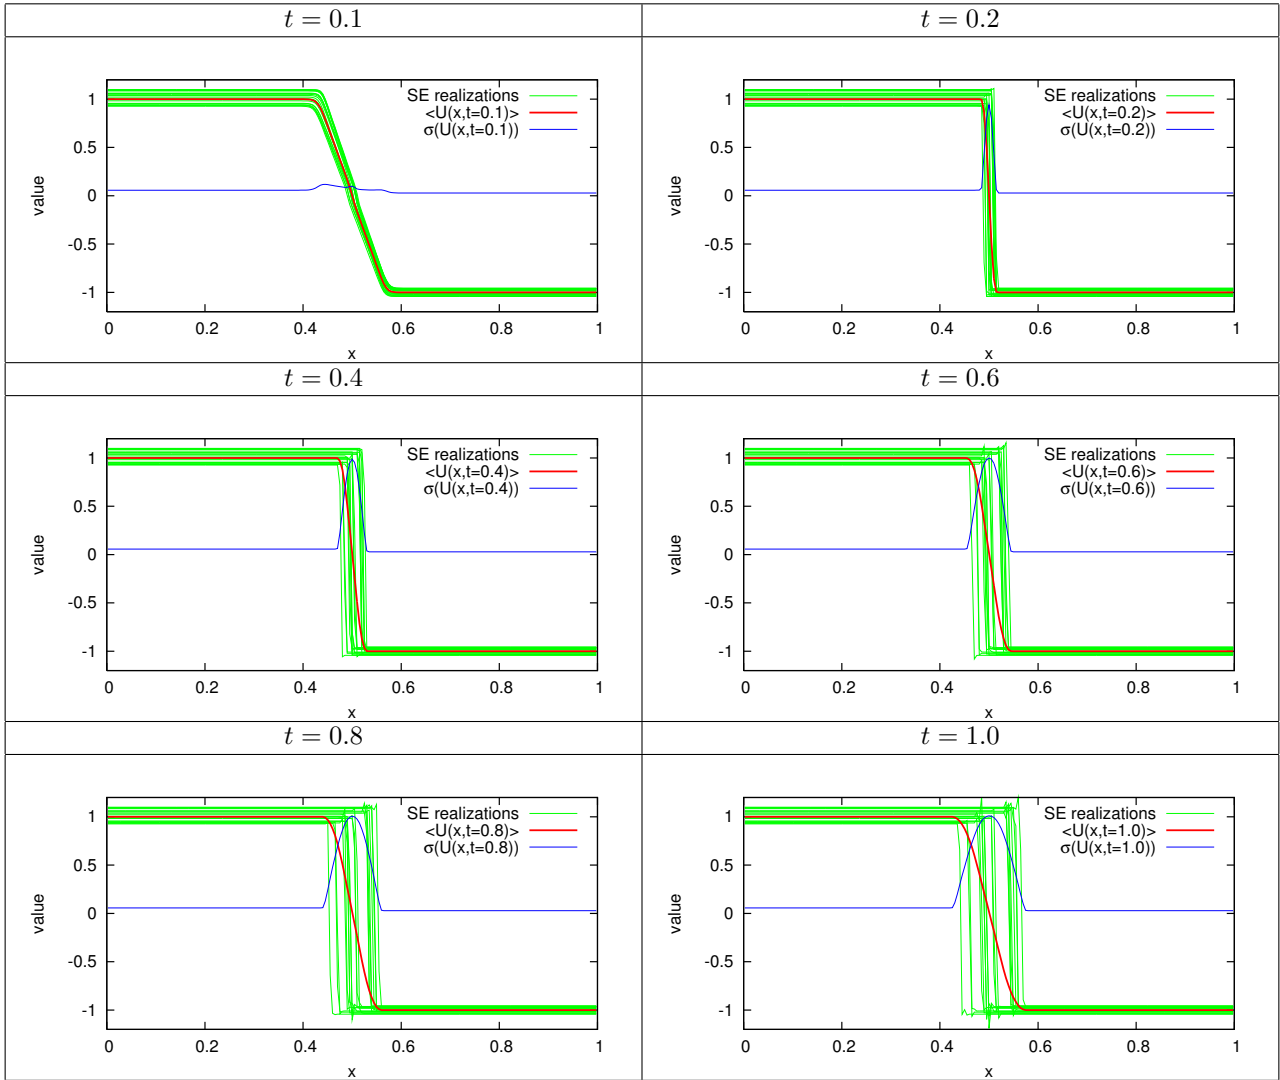 t = 0.1
t = 0.2
SE realizations
<U(x,t=0.1)>
σ(U(x,t=0.1))
1
0.5
0
-0.5
-1
value
0 0.2 0.4 0.6 0.8 1
x
SE realizations
<U(x,t=0.2)>
σ(U(x,t=0.2))
1
0.5
0
-0.5
-1
value
0 0.2 0.4 0.6 0.8 1
x
t = 0.4
t = 0.6
SE realizations
<U(x,t=0.4)>
σ(U(x,t=0.4))
1
0.5
0
-0.5
-1
value
0 0.2 0.4 0.6 0.8 1
x
SE realizations
<U(x,t=0.6)>
σ(U(x,t=0.6))
1
0.5
0
-0.5
-1
value
0 0.2 0.4 0.6 0.8 1
x
t = 0.8
t = 1.0
SE realizations
<U(x,t=0.8)>
σ(U(x,t=0.8))
1
0.5
0
-0.5
-1
value
0 0.2 0.4 0.6 0.8 1
x
SE realizations
<U(x,t=1.0)>
σ(U(x,t=1.0))
1
0.5
0
-0.5
-1
value
0 0.2 0.4 0.6 0.8 1
x